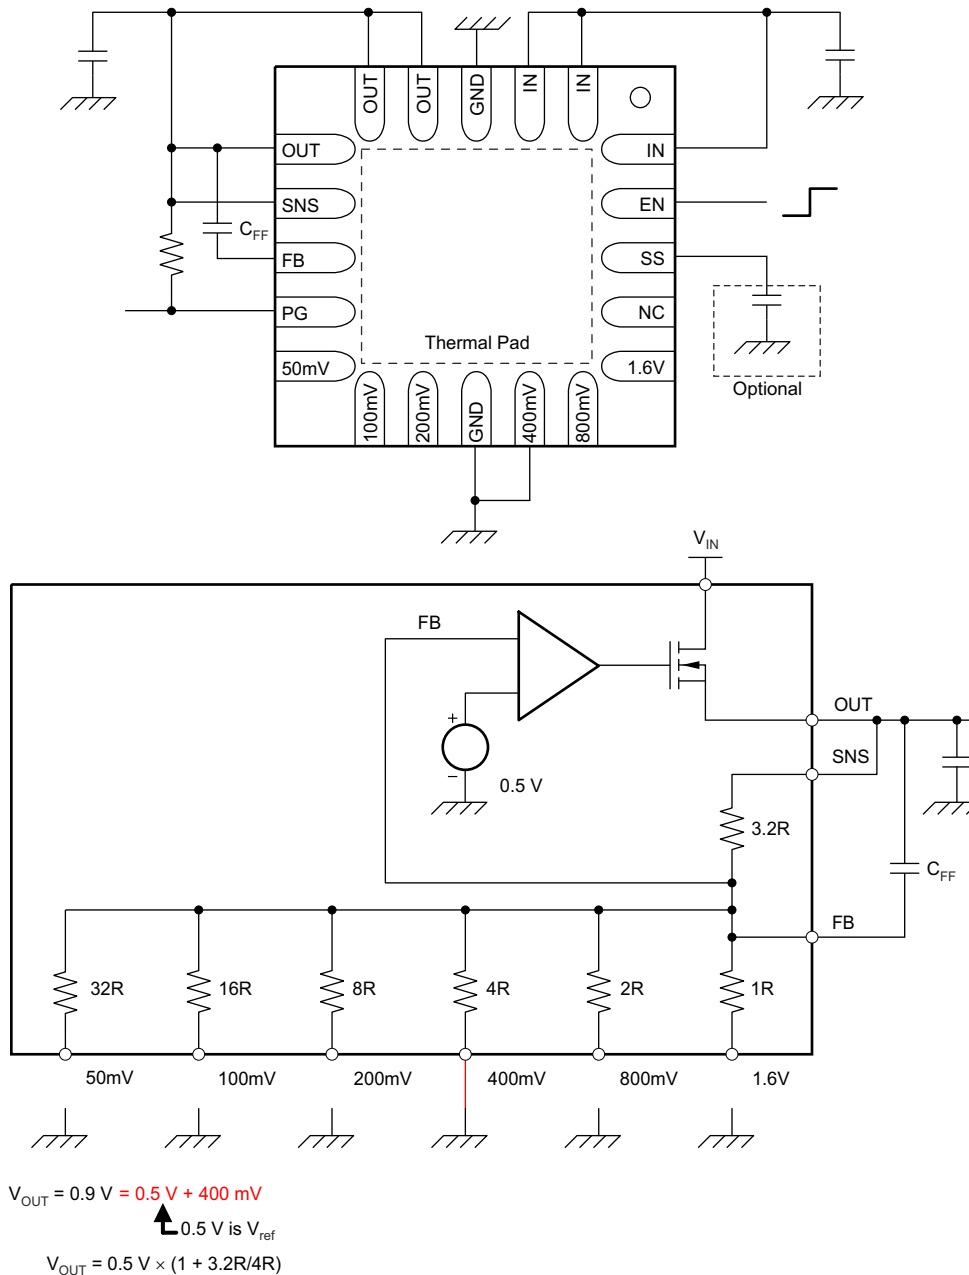 OUT
OUT
GND
IN
IN
OUT
IN
SNS
EN
C_FF
FB
SS
PG
NC
Thermal Pad
50mV
1.6V
Optional
100mV
200mV
GND
400mV
800mV
V_IN
FB
OUT
+
SNS
−
0.5 V
3.2R
C_FF
FB
32R
16R
8R
4R
2R
1R
50mV
100mV
200mV
400mV
800mV
1.6V
V_OUT = 0.9 V = 0.5 V + 400 mV
0.5 V is V_ref
V_OUT = 0.5 V × (1 + 3.2R/4R)